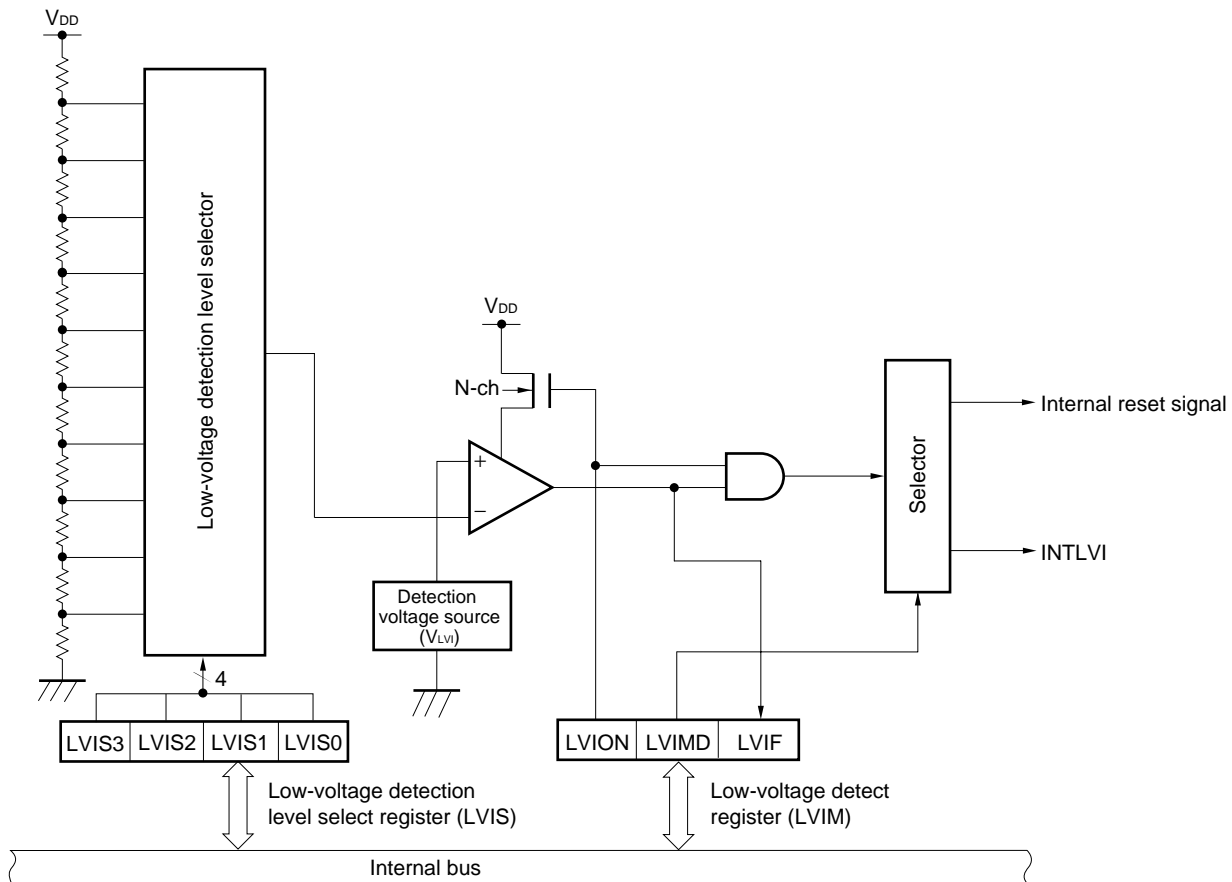 VDD
Low-voltage detection level selector
4
LVIS3 LVIS2 LVIS1 LVIS0
Low-voltage detection
level select register (LVIS)
VDD
N-ch
+
−
Detection
voltage source
(VLVI)
Selector
Internal reset signal
INTLVI
LVION LVIMD LVIF
Low-voltage detect
register (LVIM)
Internal bus